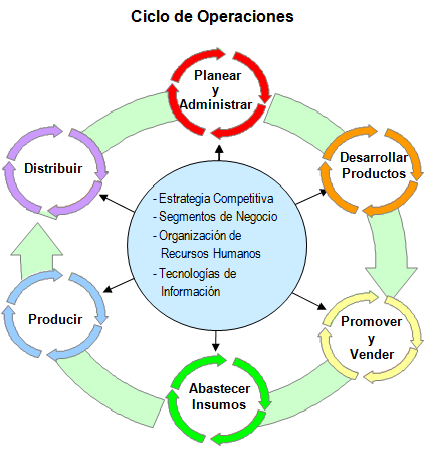 Ciclo de Operaciones
Planear
y
Administrar
Desarrollar
Productos
Distribuir
- Estrategia Competitiva
- Segmentos de Negocio
- Organización de
Recursos Humanos
- Tecnologías de
Información
Producir
Promover
y
Vender
Abastecer
Insumos